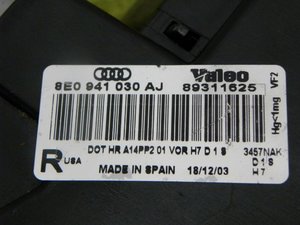 Valeo
8E0 941 030 AJ 89311625
Hg<1mg VF2
DOT HR A14PP2 01 VOR H7 D 1 S 3457NAK
R USA
D 1 S
MADE IN SPAIN 18/12/03 H 7